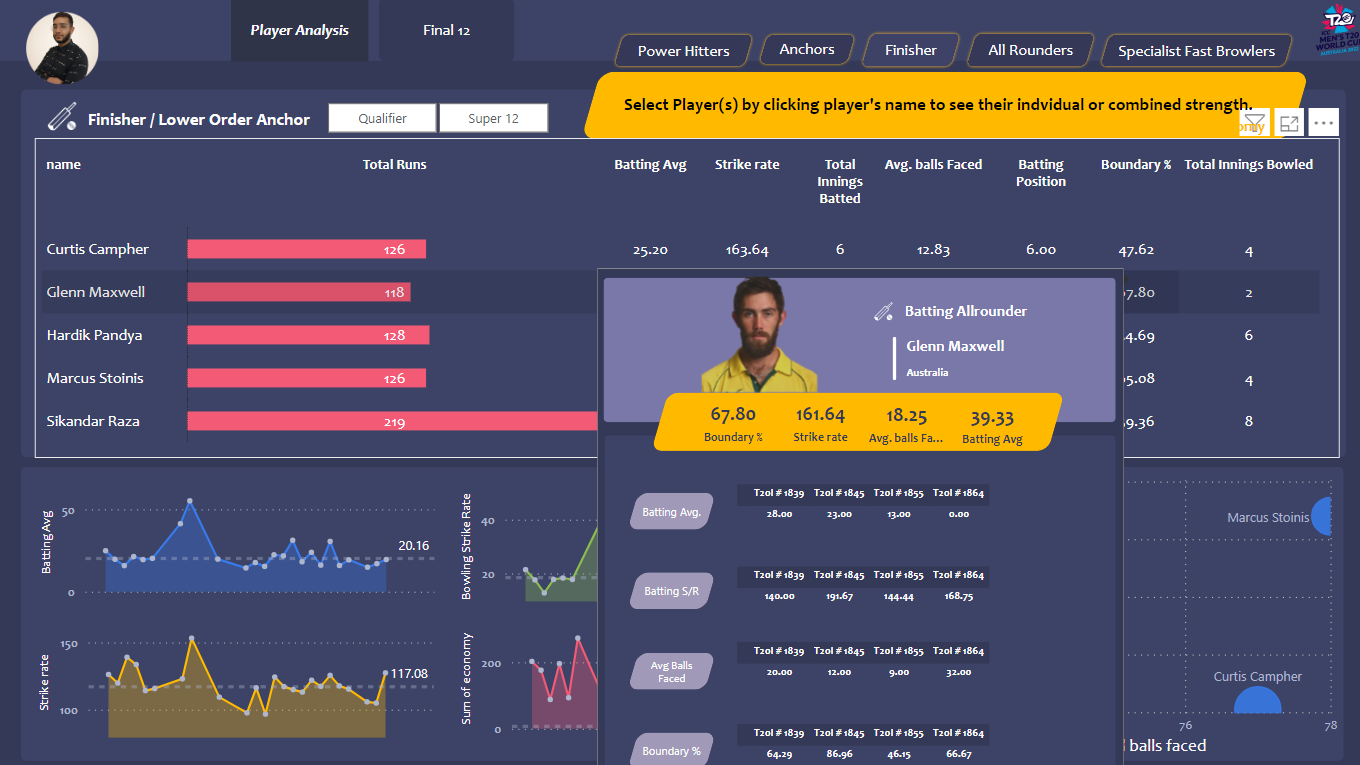 Player Analysis
Final 12
Power Hitters
Anchors
Finisher
All Rounders
Specialist Fast Browlers
T20
ICC
MEN'S T20
WORLD CUP
AUSTRALIA 2022
Select Player(s) by clicking player's name to see their indvidual or combined strength.
Finisher / Lower Order Anchor
Qualifier
Super 12
omy
name
Total Runs
Batting Avg
Strike rate
Total
Innings
Batted
Avg. balls Faced
Batting
Position
Boundary %
Total Innings Bowled
Curtis Campher 126 25.20 163.64 6 12.83 6.00 47.62 4
Glenn Maxwell 118 7.80 2
Hardik Pandya 128 4.69 6
Marcus Stoinis 126 5.08 4
Sikandar Raza 219 9.36 8
Batting Allrounder
Glenn Maxwell
Australia
67.80 161.64 18.25 39.33
Boundary % Strike rate Avg. balls Fa... Batting Avg
Batting Avg.
T20I # 1839 T20I # 1845 T20I # 1855 T20I # 1864
28.00 23.00 13.00 0.00
Batting S/R
T20I # 1839 T20I # 1845 T20I # 1855 T20I # 1864
140.00 191.67 144.44 168.75
Avg Balls
Faced
T20I # 1839 T20I # 1845 T20I # 1855 T20I # 1864
20.00 12.00 9.00 32.00
Boundary %
T20I # 1839 T20I # 1845 T20I # 1855 T20I # 1864
64.29 86.96 46.15 66.67
Batting Avg
50
0
20.16
Strike rate
150
100
117.08
Bowling Strike Rate
40
20
Sum of economy
200
0
Marcus Stoinis
Curtis Campher
76
78
balls faced